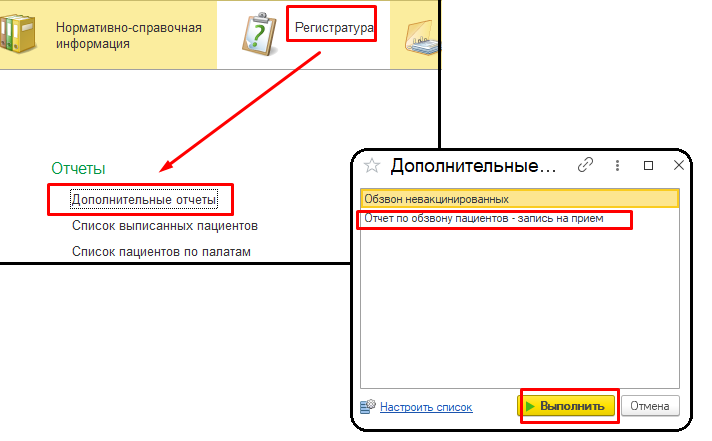 Нормативно-справочная
информация
Регистратура
Отчеты
Дополнительные отчеты
Список выписанных пациентов
Список пациентов по палатам
Дополнительные...
Обзвон невакцинированных
Отчет по обзвону пациентов - запись на прием
Настроить список
Выполнить
Отмена